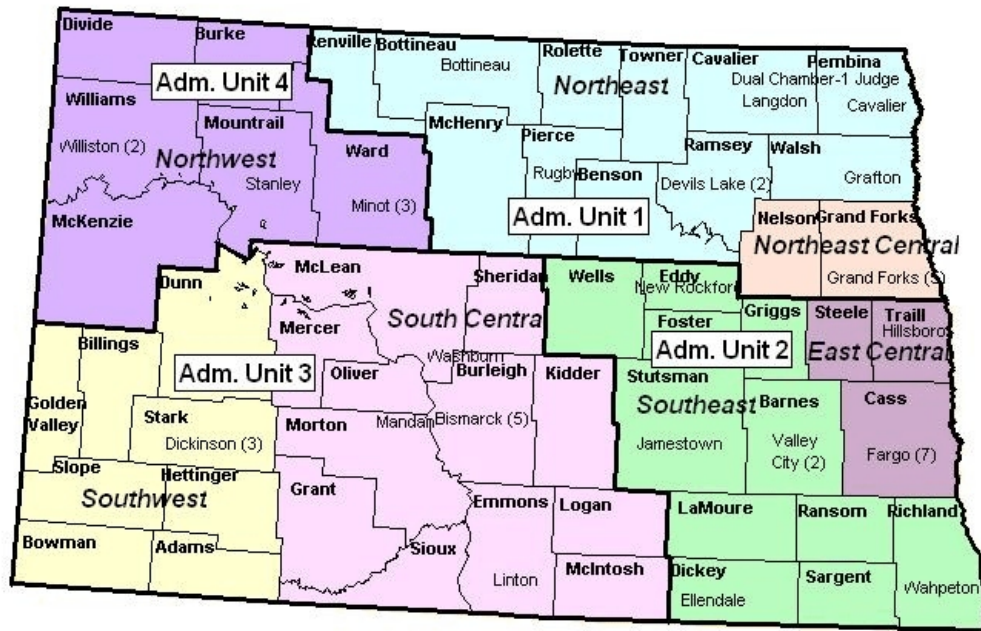 Divide
Burke
Renville
Bottineau
Bottineau
Rolette
Towner
Cavalier
Pembina
Dual Chamber-1 Judge
Langdon
Cavalier
Adm. Unit 4
Northeast
Williams
Mountrail
Ward
McHenry
Pierce
Ramsey
Walsh
Williston (2)
Northwest
Stanley
Minot (3)
Rugby
Benson
Devils Lake (2)
Grafton
McKenzie
Adm. Unit 1
Nelson
Grand Forks
Northeast Central
Grand Forks (5)
Dunn
McLean
Sheridan
Wells
Eddy
New Rockford
Griggs
Steele
Traill
Hillsboro
Mercer
South Central
Foster
Billings
Adm. Unit 3
Oliver
Washburn
Burleigh
Kidder
Adm. Unit 2
East Central
Stutsman
Southeast
Barnes
Cass
Golden
Valley
Stark
Dickinson (3)
Morton
Mandan
Bismarck (5)
Jamestown
Valley
City (2)
Fargo (7)
Slope
Hettinger
Southwest
Grant
Emmons
Logan
LaMoure
Ransom
Richland
Bowman
Adams
Sioux
Linton
McIntosh
Dickey
Ellendale
Sargent
Wahpeton